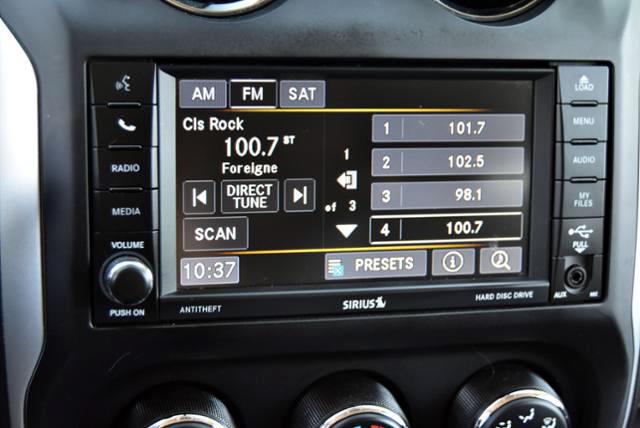 AM FM SAT
Cls Rock
100.7 ST
Foreigne
DIRECT
TUNE
SCAN
10:37
1
of 3
1 101.7
2 102.5
3 98.1
4 100.7
PRESETS
RADIO
MEDIA
VOLUME
PUSH ON
ANTITHEFT
SIRIUS
HARD DISC DRIVE
LOAD
MENU
AUDIO
MY
FILES
PULL
AUX